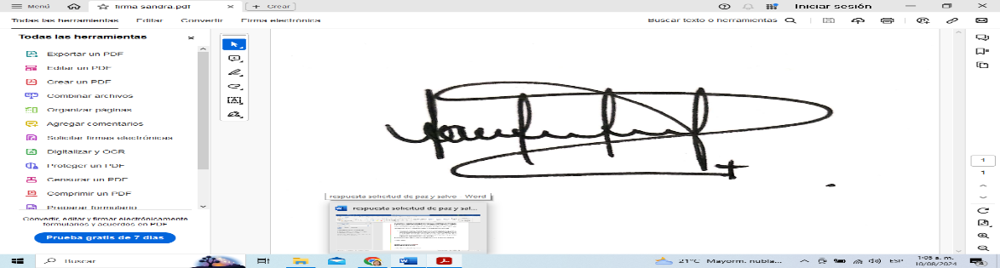 Menú
firma sandra.pdf
×
+ Crear
Iniciar sesión
Todas las herramientas
Editar
Convertir
Firma electrónica
Buscar texto o herramientas
Todas las herramientas
×
Exportar un PDF
Editar un PDF
Crear un PDF
Combinar archivos
Organizar páginas
Agregar comentarios
Solicitar firmas electrónicas
Digitalizar y OCR
Proteger un PDF
Censurar un PDF
Comprimir un PDF
Preparar formulario
Convertir, editar y firmar electrónicamente
formularios y acuerdos en PDF
Prueba gratis de 7 días
respuesta solicitud de paz y salvo - Word
respuesta solicitud de paz y sal...
1
1
Buscar
21°C Mayorm. nubla...
ESP
1:05 a. m.
10/08/2024